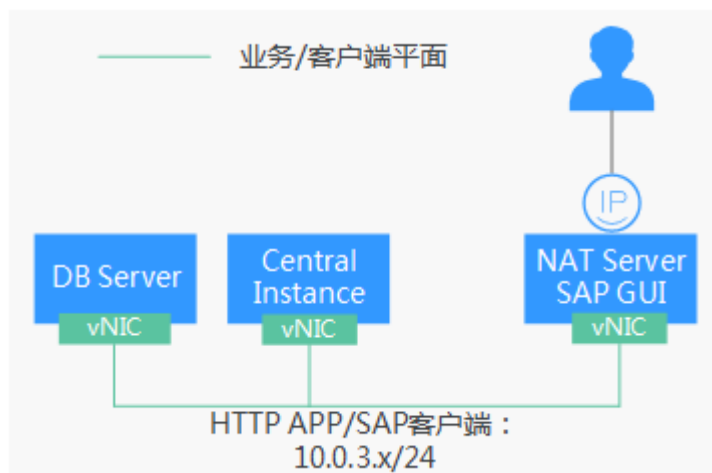 业务/客户端平面
IP
DB Server
Central
Instance
NAT Server
SAP GUI
vNIC
vNIC
vNIC
HTTP APP/SAP客户端：
10.0.3.x/24